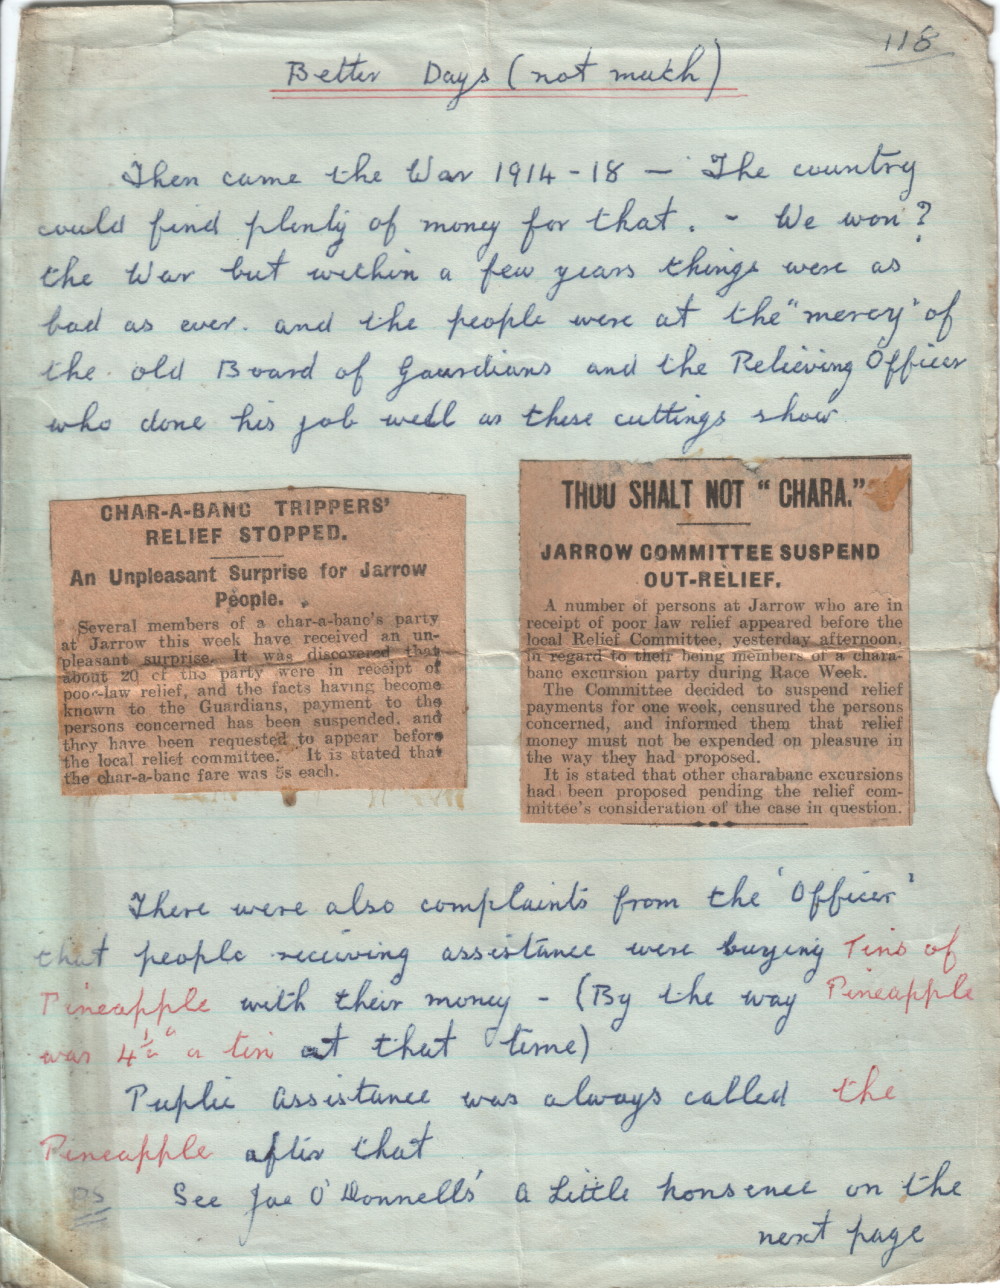 118
Better Days (not much)
Then came the War 1914-18 — The country
could find plenty of money for that. - We won?
the War but within a few years things were as
bad as ever. and the people were at the "mercy" of
the old Board of Gaurdians and the Relieving Officer
who done his job well as these cuttings show
CHAR-A-BANC TRIPPERS'
RELIEF STOPPED.
An Unpleasant Surprise for Jarrow
People.
Several members of a char-a-banc's party
at Jarrow this week have received an un-
pleasant surprise. It was discovered that
about 20 of the party were in receipt of
poor-law relief, and the facts having become
known to the Guardians, payment to the
persons concerned has been suspended, and
they have been requested to appear before
the local relief committee. It is stated that
the char-a-banc fare was 5s each.
THOU SHALT NOT "CHARA."
JARROW COMMITTEE SUSPEND
OUT-RELIEF.
A number of persons at Jarrow who are in
receipt of poor law relief appeared before the
local Relief Committee, yesterday afternoon,
in regard to their being members of a chara-
banc excursion party during Race Week.
The Committee decided to suspend relief
payments for one week, censured the persons
concerned, and informed them that relief
money must not be expended on pleasure in
the way they had proposed.
It is stated that other charabanc excursions
had been proposed pending the relief com-
mittee's consideration of the case in question.
There were also complaints from the 'Officer'
that people receiving assistance were buying Tins of
Pineapple with their money - (By the way Pineapple
was 4½" a tin at that time)
Puplic assistance was always called the
Pineapple after that
PS See Joe O'Donnells' a Little nonsence on the
next page